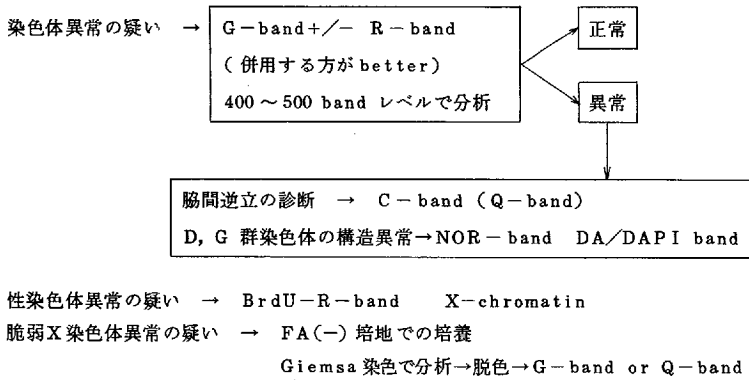 染色体異常の疑い → G-band+/- R-band
(併用する方がbetter)
400~500 band レベルで分析
正常
異常
脇間逆立の診断 → C-band (Q-band)
D, G 群染色体の構造異常→NOR-band DA/DAPI band
性染色体異常の疑い → BrdU-R-band X-chromatin
脆弱X染色体異常の疑い → FA(-) 培地での培養
Giemsa 染色で分析→脱色→G-band or Q-band